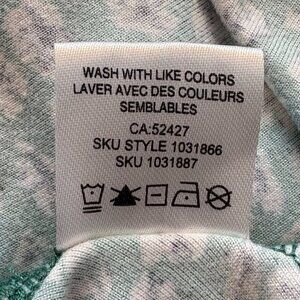 WASH WITH LIKE COLORS
LAVER AVEC DES COULEURS
SEMBLABLES
CA:52427
SKU STYLE 1031866
SKU 1031887